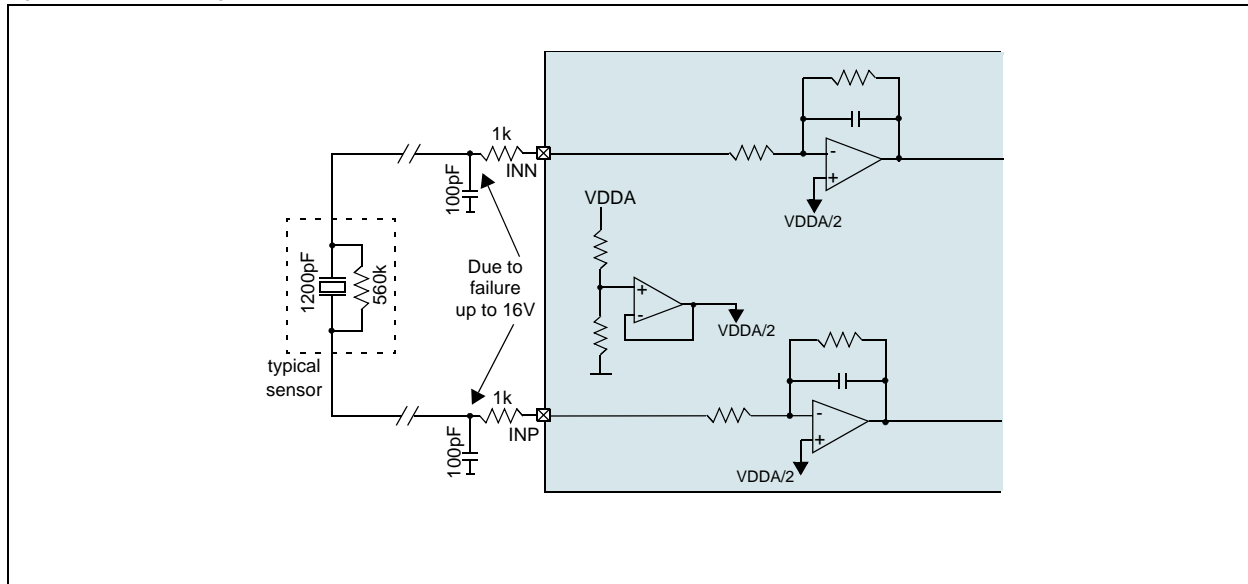 1k
INN
100pF
VDDA/2
VDDA
1200pF
560k
Due to
failure
up to 16V
VDDA/2
typical
sensor
1k
INP
100pF
VDDA/2
-
+
+
-
-
+